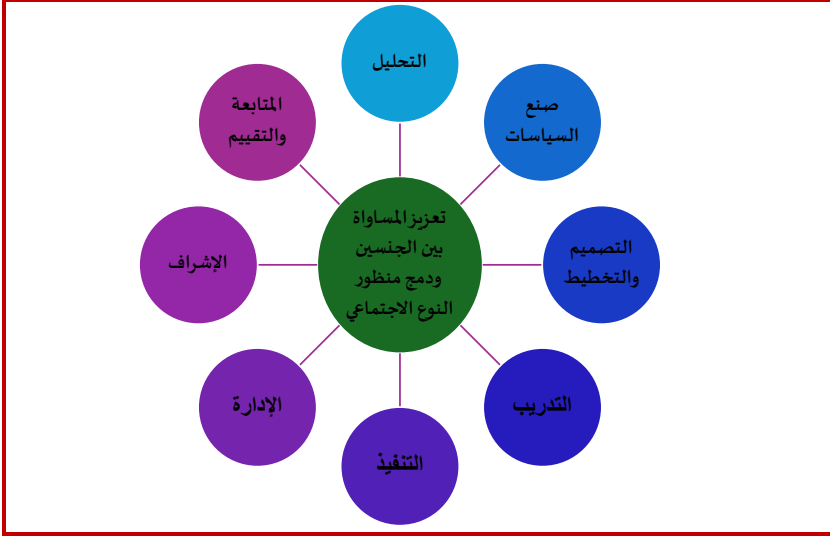 التحليل
صنع
السياسات
التصميم
والتخطيط
التدريب
التنفيذ
الإدارة
الإشراف
المتابعة
والتقييم
تعزيز المساواة
بين الجنسين
ودمج منظور
النوع الاجتماعي